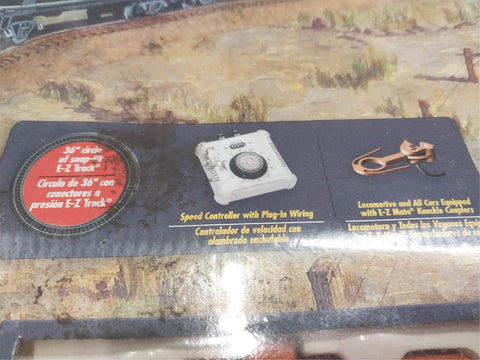 36" circle
of snap-fit
E-Z Track®
Círculo de 36" con
conectores a
presión E-Z Track®
Speed Controller with Plug-In Wiring
Controlador de velocidad con
alambrado enchufable
Locomotive and All Cars Equipped
with E-Z Mate® Knuckle Couplers
Locomotora y Todos los Vagones